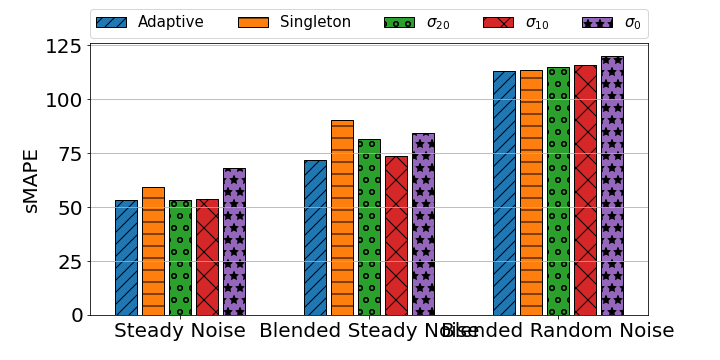 Adaptive Singleton σ20 σ10 σ0
125
100
75
50
25
0
sMAPE
Steady Noise Blended Steady Noise Blended Random Noise